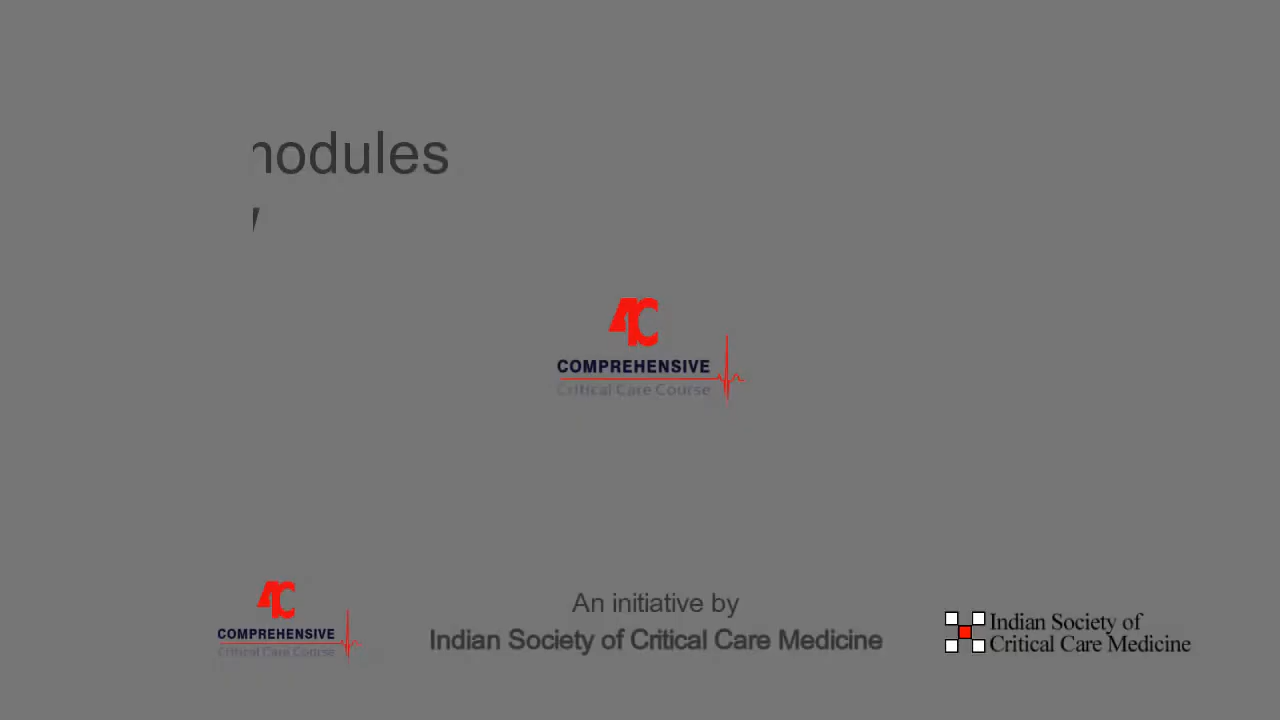 nodules
4C
COMPREHENSIVE
Critical Care Course
4C
COMPREHENSIVE
Critical Care Course
An initiative by
Indian Society of Critical Care Medicine
Indian Society of
Critical Care Medicine